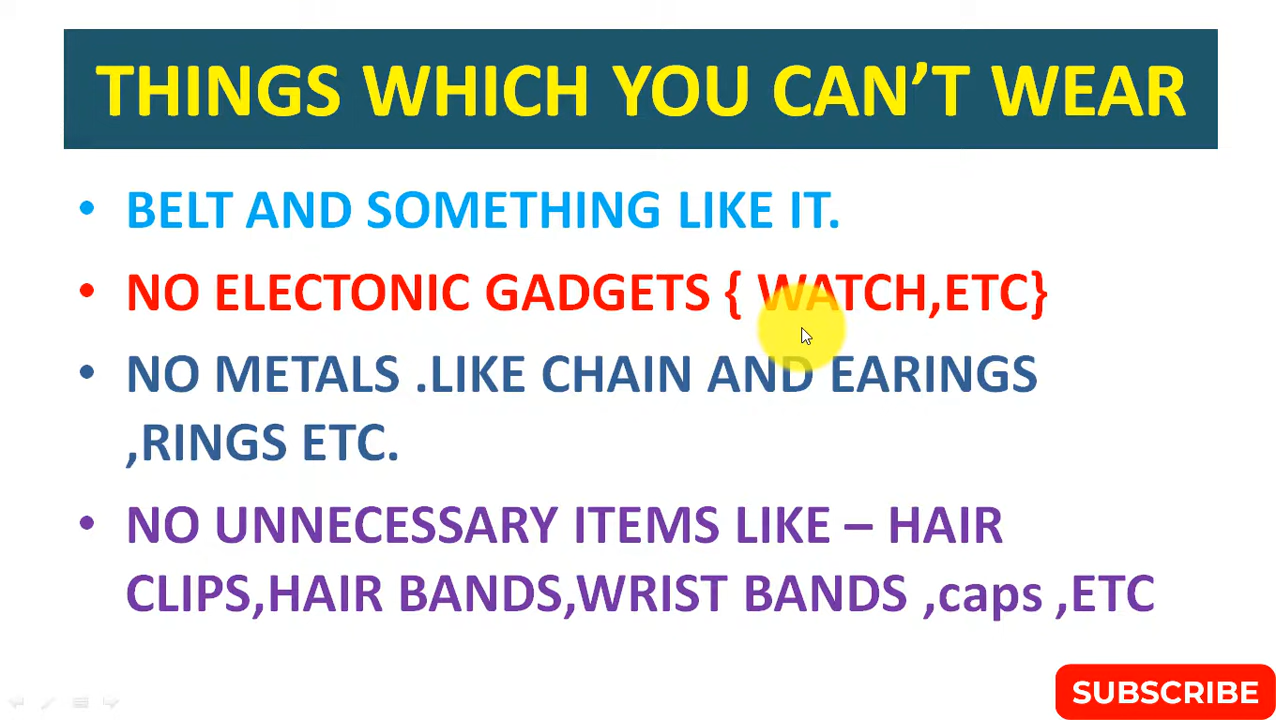 THINGS WHICH YOU CAN'T WEAR
• BELT AND SOMETHING LIKE IT.
• NO ELECTONIC GADGETS { WATCH,ETC}
• NO METALS .LIKE CHAIN AND EARINGS
,RINGS ETC.
• NO UNNECESSARY ITEMS LIKE – HAIR
CLIPS,HAIR BANDS,WRIST BANDS ,caps ,ETC
SUBSCRIBE